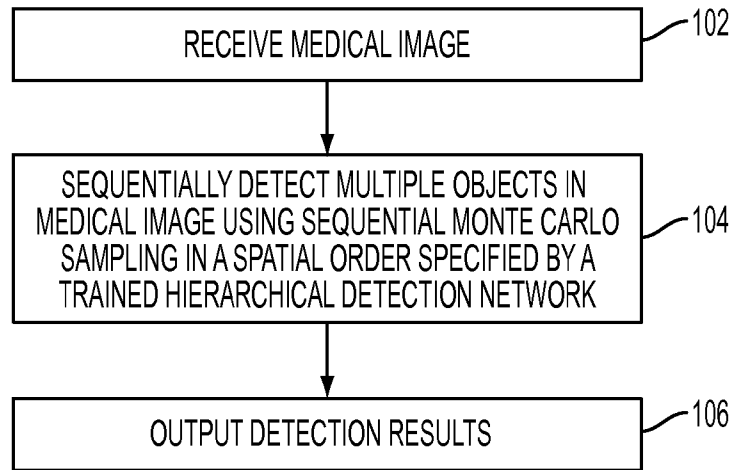 RECEIVE MEDICAL IMAGE
102
SEQUENTIALLY DETECT MULTIPLE OBJECTS IN
MEDICAL IMAGE USING SEQUENTIAL MONTE CARLO
SAMPLING IN A SPATIAL ORDER SPECIFIED BY A
TRAINED HIERARCHICAL DETECTION NETWORK
104
OUTPUT DETECTION RESULTS
106